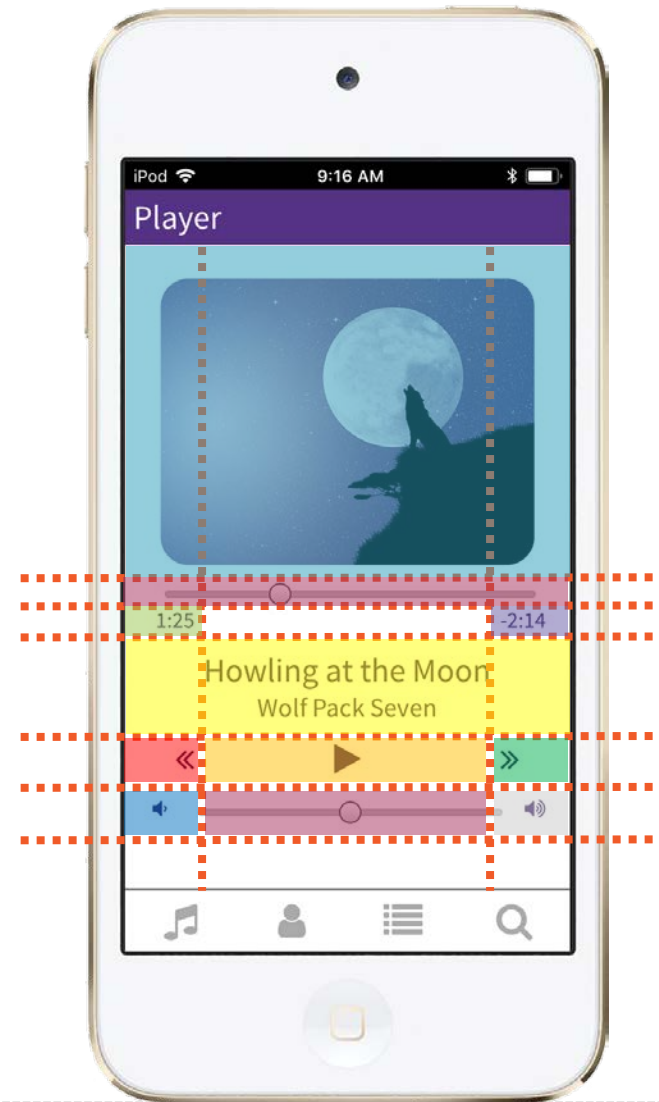 iPod 9:16 AM
Player
1:25 -2:14
Howling at the Moon
Wolf Pack Seven